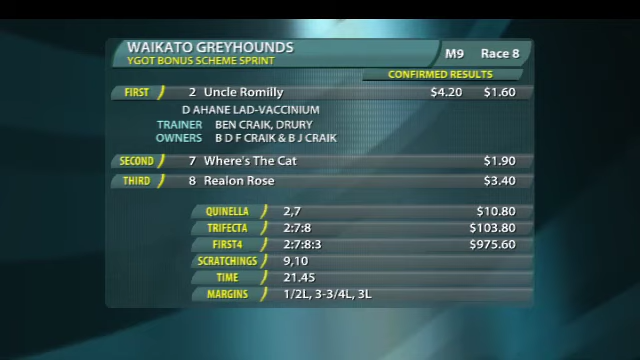 WAIKATO GREYHOUNDS
YGOT BONUS SCHEME SPRINT
M9 Race 8
CONFIRMED RESULTS
FIRST 2 Uncle Romilly $4.20 $1.60
D AHANE LAD-VACCINIUM
TRAINER BEN CRAIK, DRURY
OWNERS B D F CRAIK & B J CRAIK
SECOND 7 Where's The Cat $1.90
THIRD 8 Realon Rose $3.40
QUINELLA 2,7 $10.80
TRIFECTA 2:7:8 $103.80
FIRST4 2:7:8:3 $975.60
SCRATCHINGS 9,10
TIME 21.45
MARGINS 1/2L, 3-3/4L, 3L